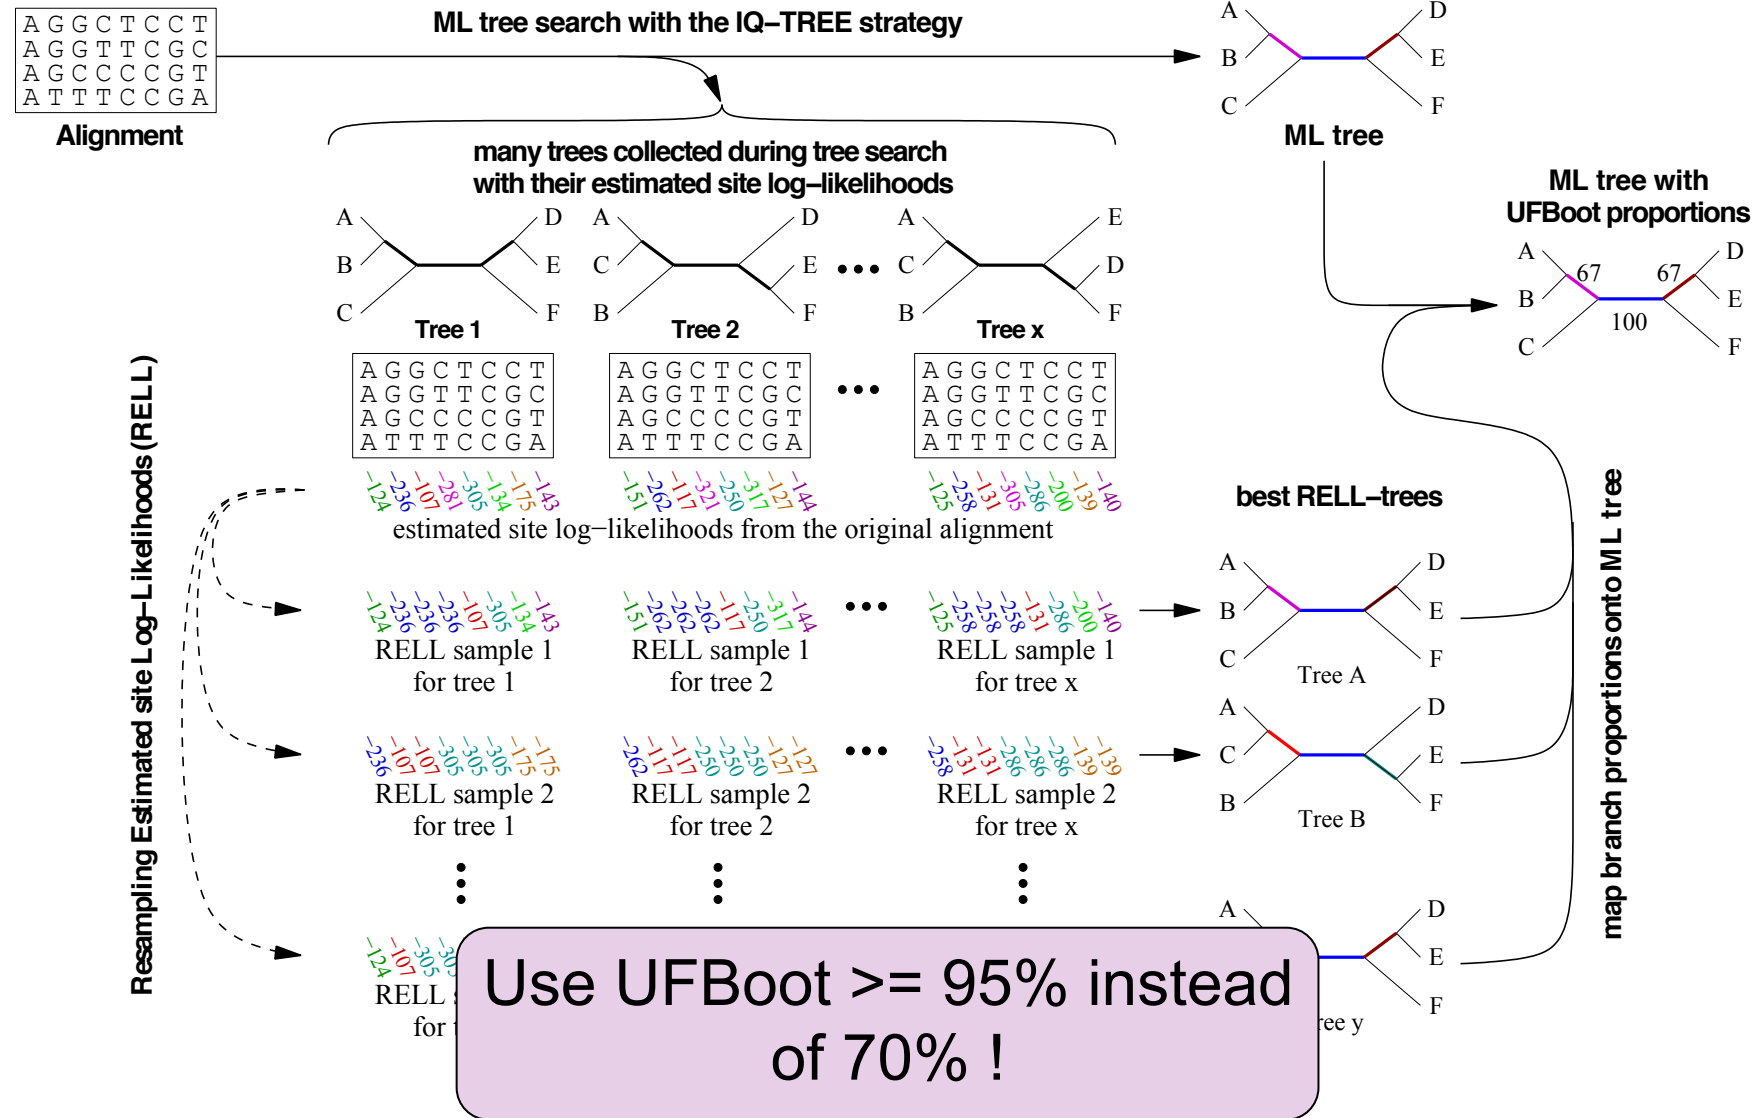 A G G C T C C T
A G G T T C G C
A G C C C C G T
A T T T C C G A
Alignment
ML tree search with the IQ−TREE strategy
A
D
B
E
C
F
ML tree
many trees collected during tree search
with their estimated site log−likelihoods
A
D
B
E
C
F
Tree 1
A
D
C
E
B
F
Tree 2
A
E
C
D
B
F
Tree x
ML tree with
UFBoot proportions
A
D
67
67
B
E
100
C
F
A G G C T C C T
A G G T T C G C
A G C C C C G T
A T T T C C G A
A G G C T C C T
A G G T T C G C
A G C C C C G T
A T T T C C G A
A G G C T C C T
A G G T T C G C
A G C C C C G T
A T T T C C G A
−124 −236 −107 −281 −305 −134 −175 −143
−151 −262 −117 −321 −250 −317 −127 −144
−125 −258 −131 −305 −286 −200 −139 −140
estimated site log−likelihoods from the original alignment
Resampling Estimated site Log−Likelihoods (RELL)
−124 −236 −236 −236 −107 −305 −134 −143
RELL sample 1
for tree 1
−151 −262 −262 −262 −117 −250 −317 −144
RELL sample 1
for tree 2
−125 −258 −258 −258 −131 −286 −200 −140
RELL sample 1
for tree x
−236 −107 −107 −305 −305 −305 −175 −175
RELL sample 2
for tree 1
−262 −117 −117 −250 −250 −250 −127 −127
RELL sample 2
for tree 2
−258 −131 −131 −286 −286 −286 −139 −139
RELL sample 2
for tree x
−124 −107 −305
RELL
for
best RELL−trees
A
D
B
E
C
F
Tree A
A
D
C
E
B
F
Tree B
A
D
E
F
ree y
map branch proportions onto ML tree
Use UFBoot >= 95% instead
of 70% !